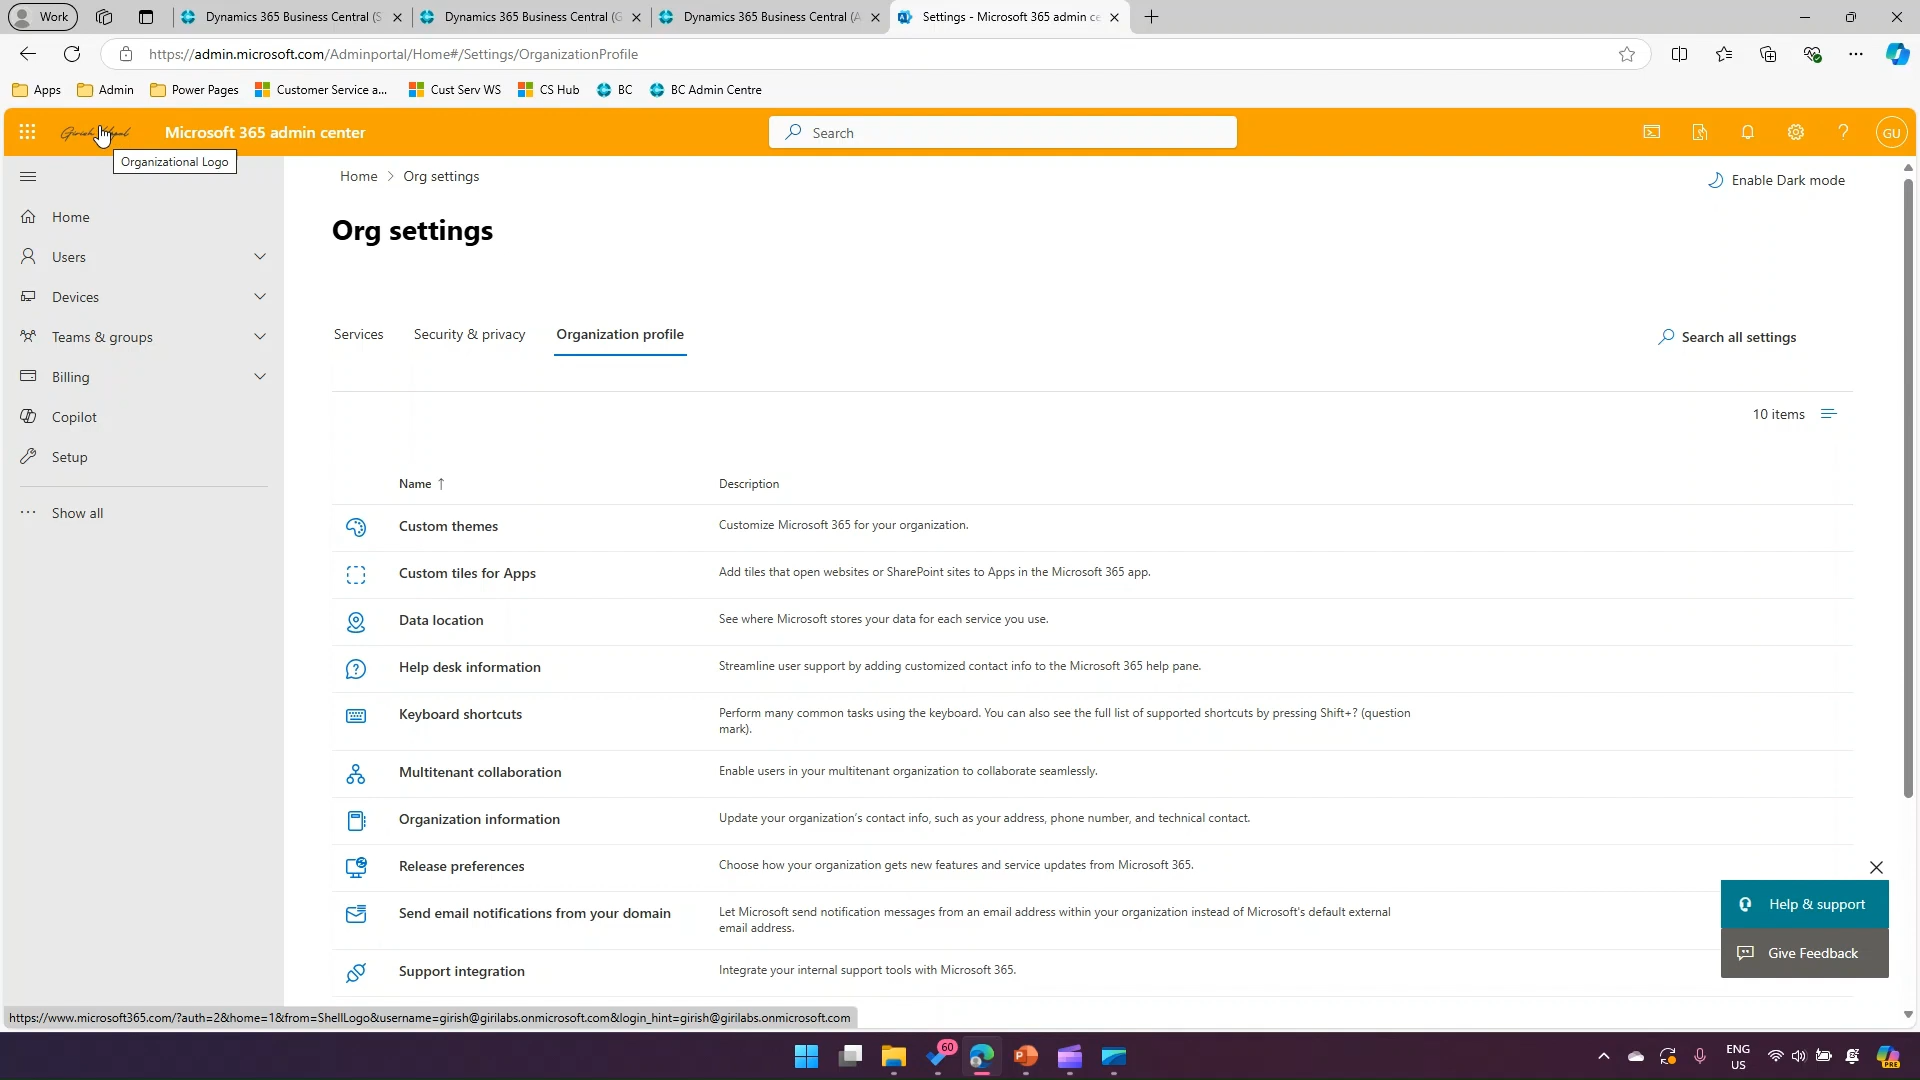 Work
Dynamics 365 Business Central (S
Dynamics 365 Business Central (G
Dynamics 365 Business Central (A
Settings - Microsoft 365 admin ce
https://admin.microsoft.com/Adminportal/Home#/Settings/OrganizationProfile
Apps
Admin
Power Pages
Customer Service a...
Cust Serv WS
CS Hub
BC
BC Admin Centre
Microsoft 365 admin center
Search
GU
Organizational Logo
Home
Users
Devices
Teams & groups
Billing
Copilot
Setup
Show all
Home > Org settings
Enable Dark mode
Org settings
Services
Security & privacy
Organization profile
Search all settings
10 items
Name ↑
Description
Custom themes
Customize Microsoft 365 for your organization.
Custom tiles for Apps
Add tiles that open websites or SharePoint sites to Apps in the Microsoft 365 app.
Data location
See where Microsoft stores your data for each service you use.
Help desk information
Streamline user support by adding customized contact info to the Microsoft 365 help pane.
Keyboard shortcuts
Perform many common tasks using the keyboard. You can also see the full list of supported shortcuts by pressing Shift+? (question
mark).
Multitenant collaboration
Enable users in your multitenant organization to collaborate seamlessly.
Organization information
Update your organization's contact info, such as your address, phone number, and technical contact.
Release preferences
Choose how your organization gets new features and service updates from Microsoft 365.
Send email notifications from your domain
Let Microsoft send notification messages from an email address within your organization instead of Microsoft's default external
email address.
Support integration
Integrate your internal support tools with Microsoft 365.
Help & support
Give Feedback
https://www.microsoft365.com/?auth=2&home=1&from=ShellLogo&username=girish@girilabs.onmicrosoft.com&login_hint=girish@girilabs.onmicrosoft.com
60
ENG
US
PRE